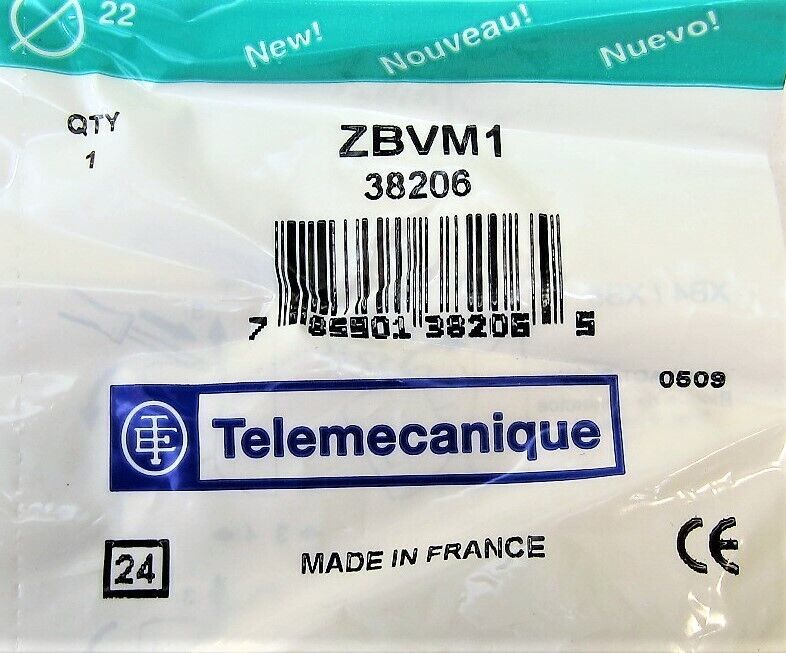 22
New! Nouveau! Nuevo!
QTY
1
ZBVM1
38206
7 85901 38206 5
0509
TE
Telemecanique
24
MADE IN FRANCE
CE